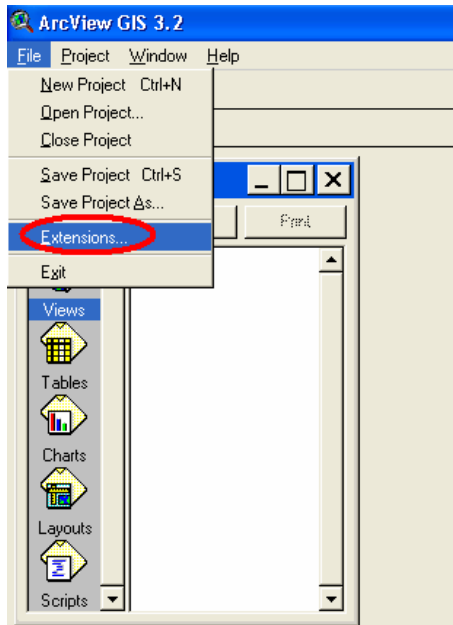 ArcView GIS 3.2
File Project Window Help
New Project Ctrl+N
Open Project...
Close Project
Save Project Ctrl+S
Save Project As...
Print
Extensions...
Exit
Views
Tables
Charts
Layouts
Scripts